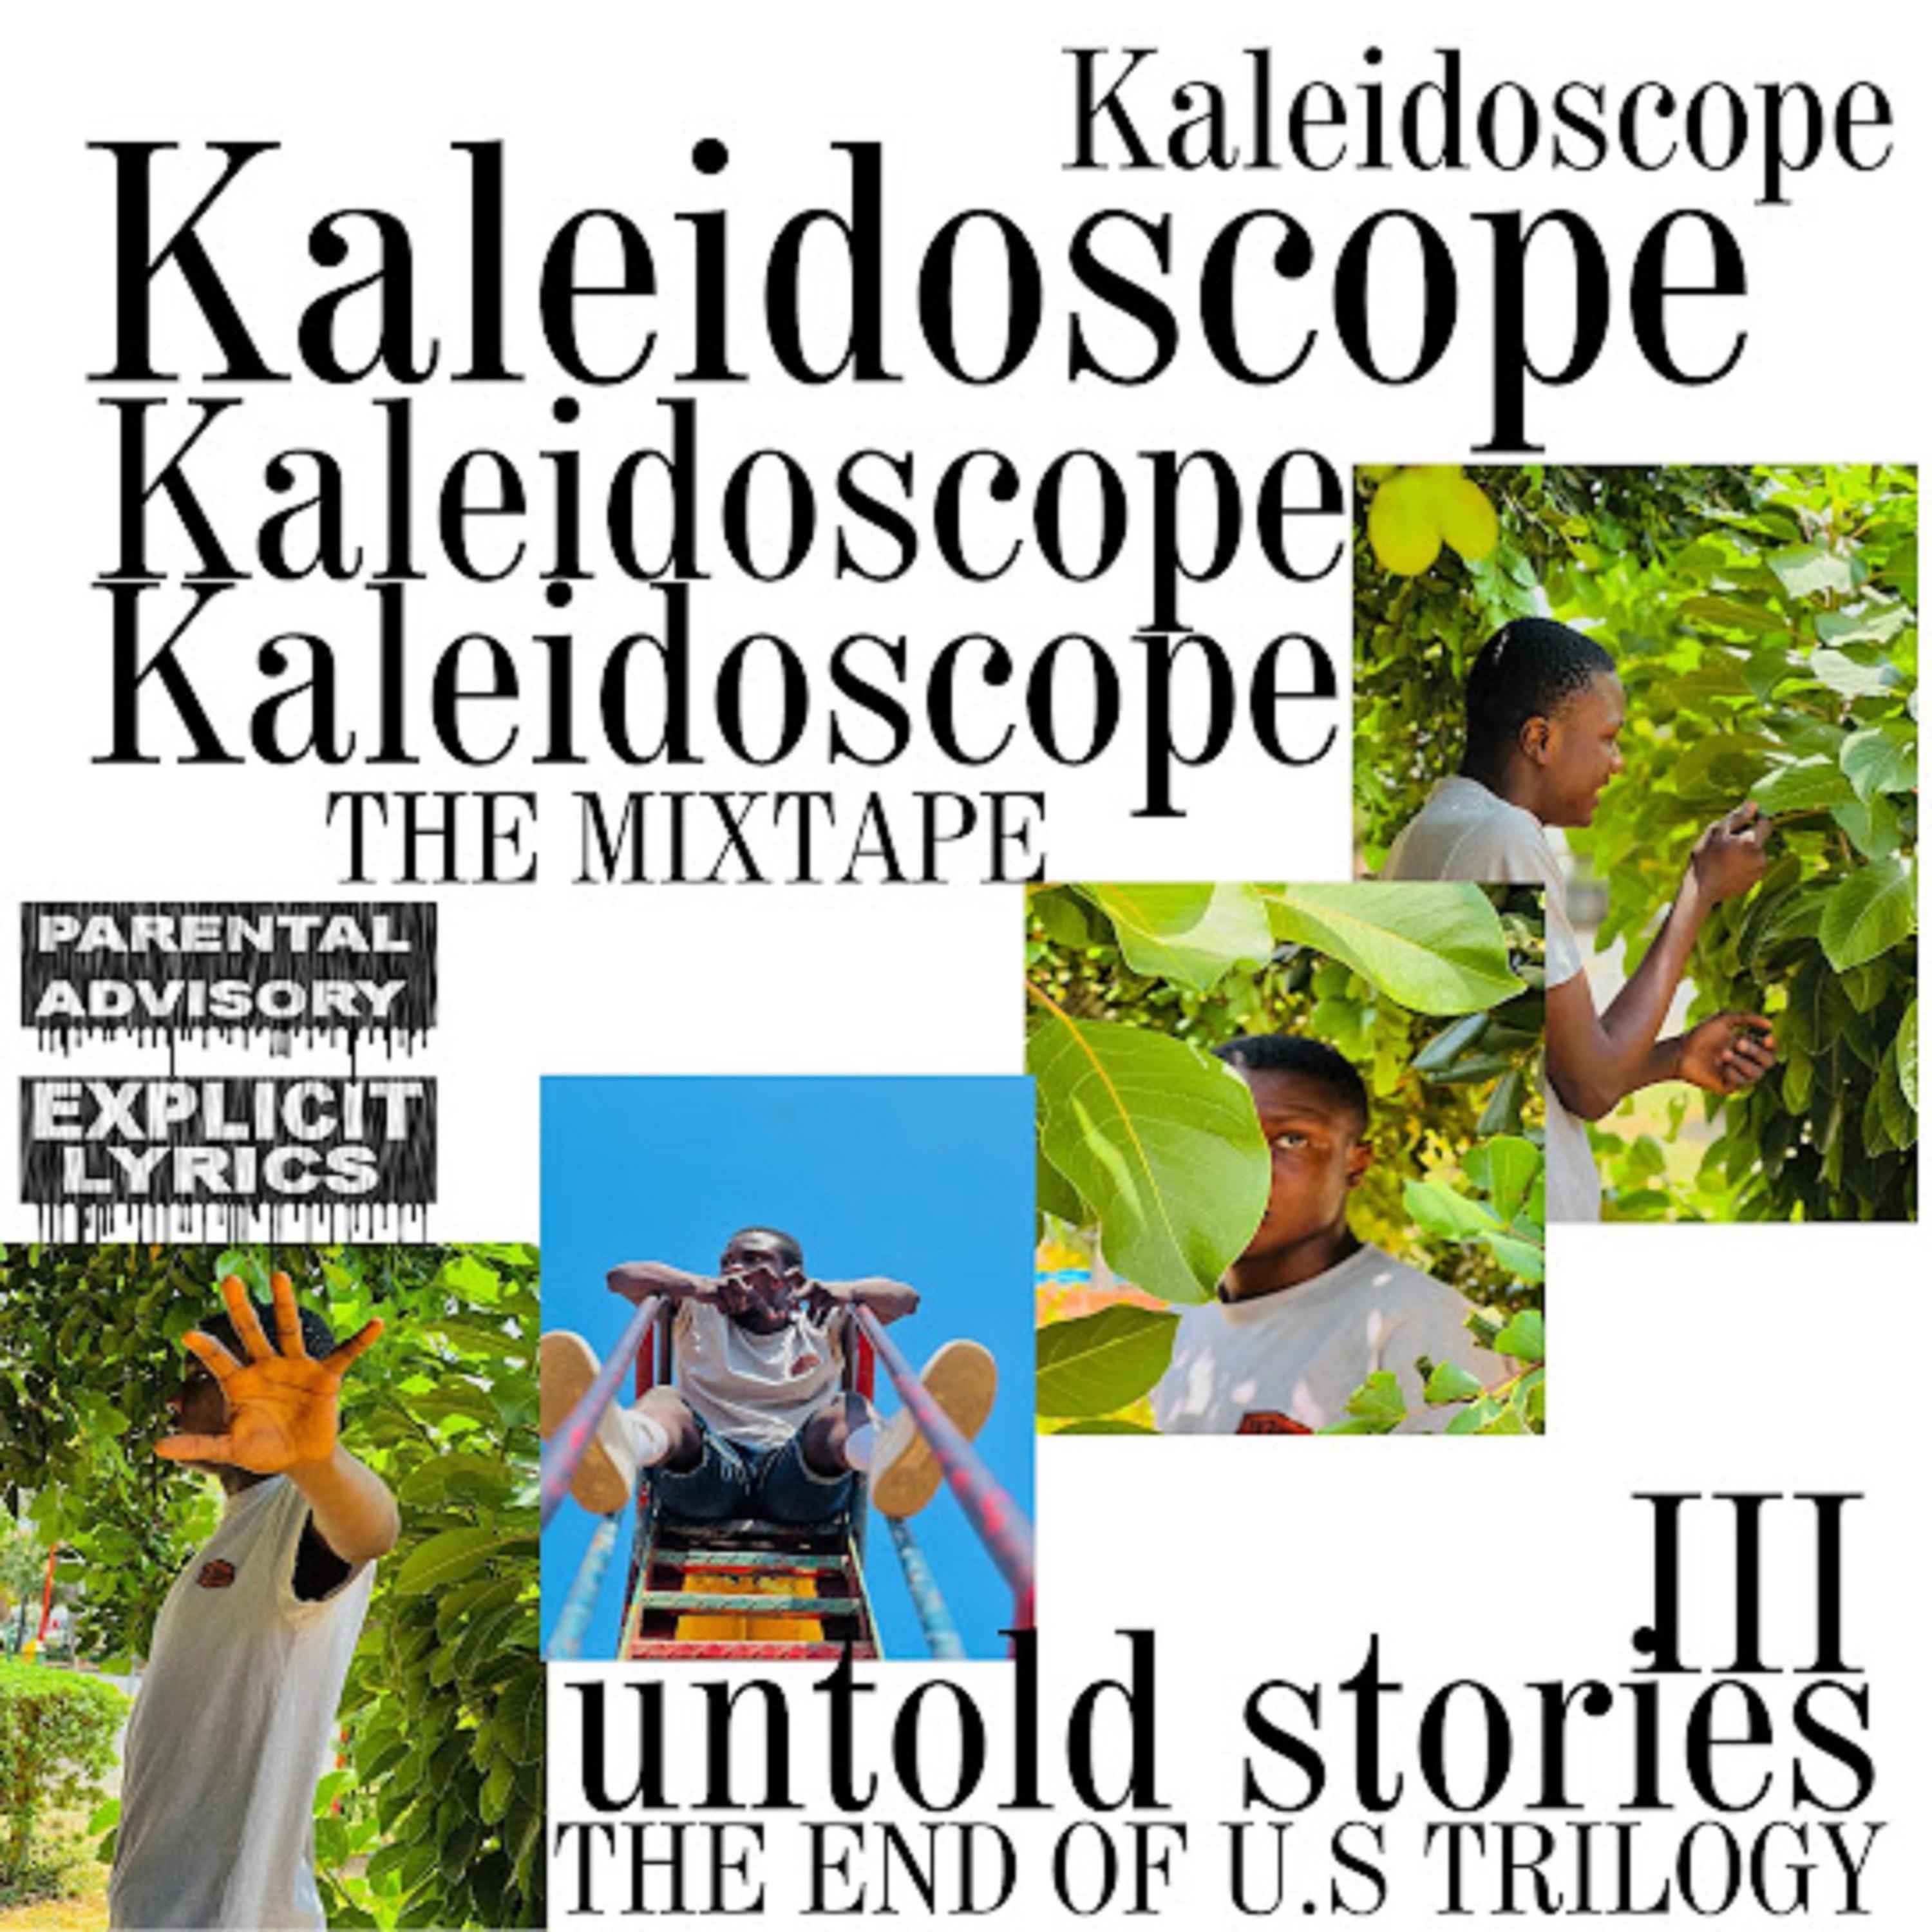 Kaleidoscope
Kaleidoscope
Kaleidoscope
Kaleidoscope
THE MIXTAPE
PARENTAL
ADVISORY
EXPLICIT
LYRICS
III
untold stories
THE END OF U.S TRILOGY